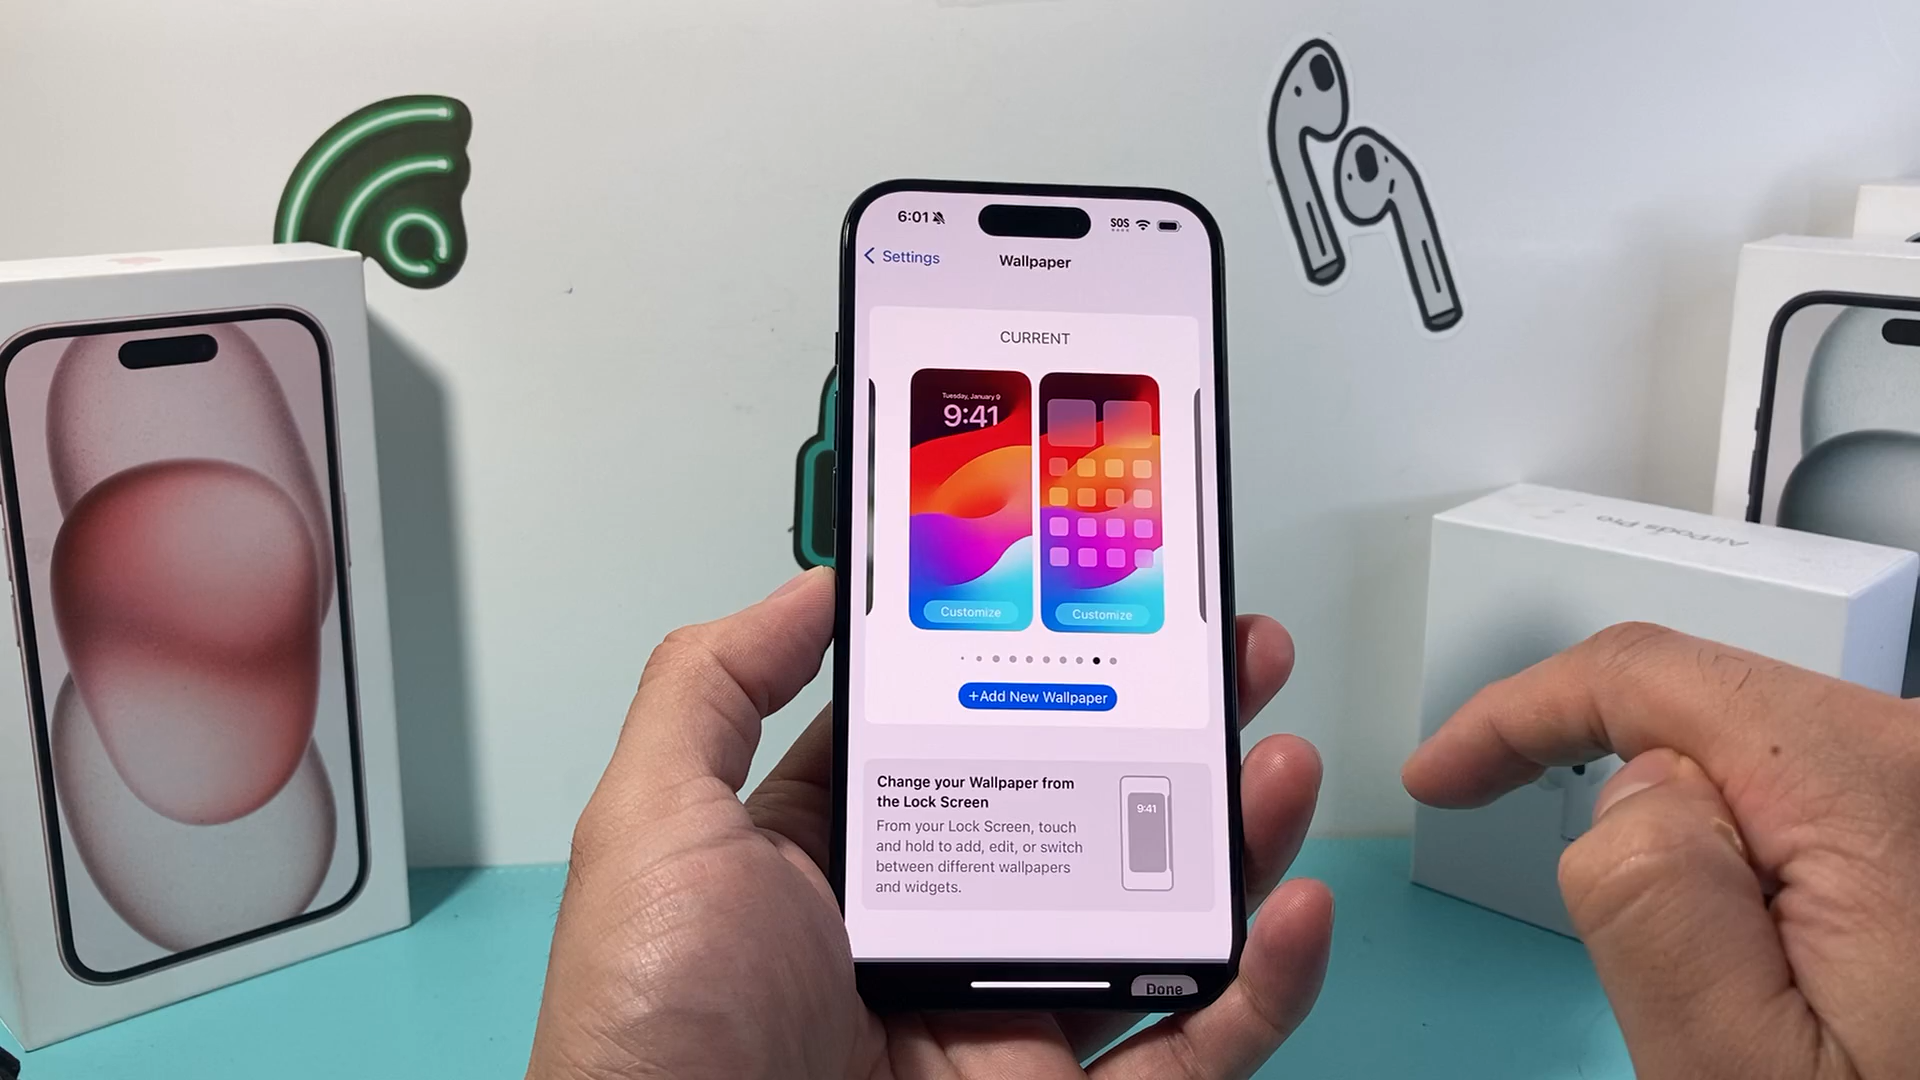 6:01
SOS
Settings
Wallpaper
CURRENT
Tuesday, January 9
9:41
Customize
Customize
+Add New Wallpaper
Change your Wallpaper from
the Lock Screen
From your Lock Screen, touch
and hold to add, edit, or switch
between different wallpapers
and widgets.
9:41
Done
AirPods Pro